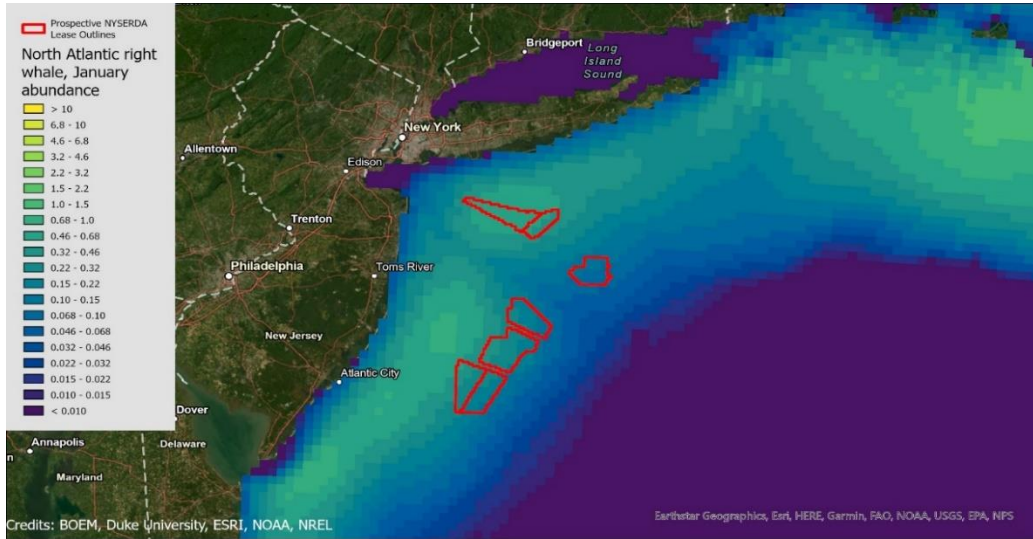 Prospective NYSERDA
Lease Outlines
North Atlantic right
whale, January
abundance
> 10
6.8 - 10
4.6 - 6.8
3.2 - 4.6
2.2 - 3.2
1.5 - 2.2
1.0 - 1.5
0.68 - 1.0
0.46 - 0.68
0.32 - 0.46
0.22 - 0.32
0.15 - 0.22
0.10 - 0.15
0.068 - 0.10
0.046 - 0.068
0.032 - 0.046
0.022 - 0.032
0.015 - 0.022
0.010 - 0.015
< 0.010
Bridgeport
Long
Island
Sound
New York
Allentown
Edison
Trenton
Philadelphia
Toms River
New Jersey
Atlantic City
Dover
Delaware
Annapolis
n
Maryland
Credits: BOEM, Duke University, ESRI, NOAA, NREL
Earthstar Geographics, Esri, HERE, Garmin, FAO, NOAA, USGS, EPA, NPS